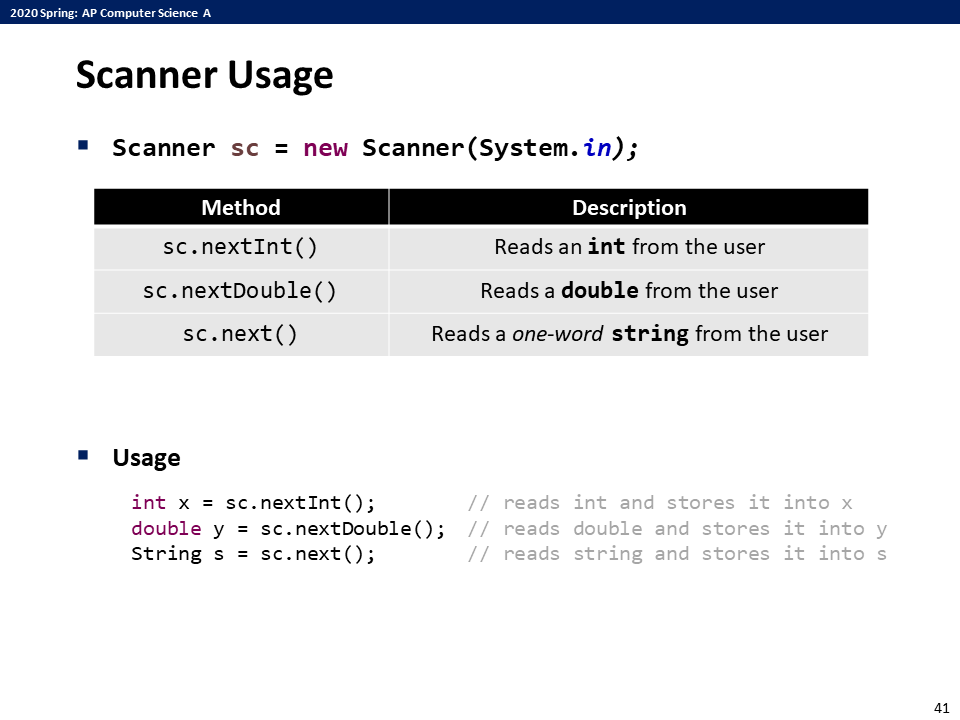 2020 Spring: AP Computer Science A
Scanner Usage
Scanner sc = new Scanner(System.in);
Method Description
sc.nextInt() Reads an int from the user
sc.nextDouble() Reads a double from the user
sc.next() Reads a one-word string from the user
Usage
int x = sc.nextInt(); // reads int and stores it into x
double y = sc.nextDouble(); // reads double and stores it into y
String s = sc.next(); // reads string and stores it into s
41